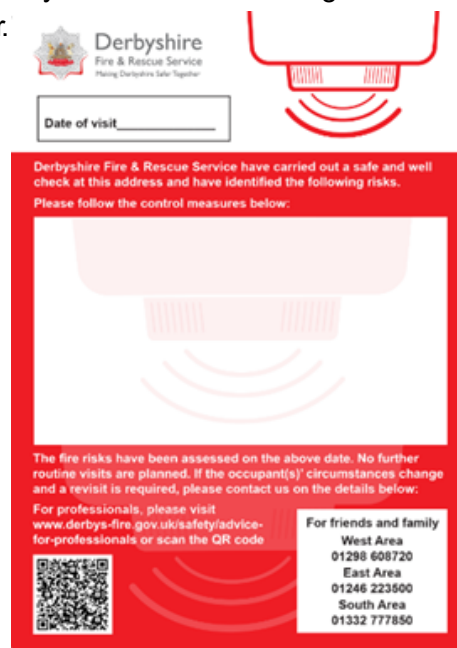 r.
Derbyshire
Fire & Rescue Service
Making Derbyshire Safer Together
Date of visit_______________
Derbyshire Fire & Rescue Service have carried out a safe and well
check at this address and have identified the following risks.
Please follow the control measures below:
The fire risks have been assessed on the above date. No further
routine visits are planned. If the occupant(s)' circumstances change
and a revisit is required, please contact us on the details below:
For professionals, please visit
www.derbys-fire.gov.uk/safety/advice-
for-professionals or scan the QR code
For friends and family
West Area
01298 608720
East Area
01246 223500
South Area
01332 777850